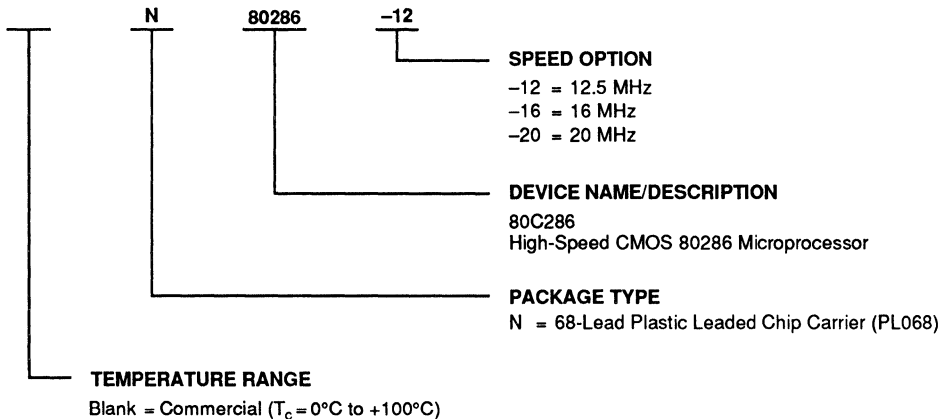 N 80286 –12
SPEED OPTION
–12 = 12.5 MHz
–16 = 16 MHz
–20 = 20 MHz
DEVICE NAME/DESCRIPTION
80C286
High-Speed CMOS 80286 Microprocessor
PACKAGE TYPE
N = 68-Lead Plastic Leaded Chip Carrier (PL068)
TEMPERATURE RANGE
Blank = Commercial (Tc = 0°C to +100°C)